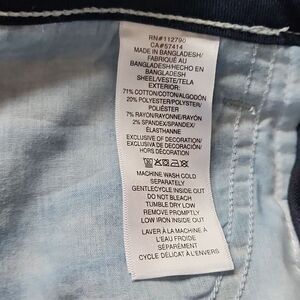 RN#112790
CA#57414
MADE IN BANGLADESH/
FABRIQUÉ AU
BANGLADESH/HECHO EN
BANGLADESH
SHEEL/VESTE/TELA
EXTERIOR:
71% COTTON/COTON/ALGODÓN
20% POLYESTER/POLYSTER/
POLIÉSTER
7% RAYON/RAYONNE/RAYÓN
2% SPANDEX/SPANDEX/
ÉLASTHANNE
EXCLUSIVE OF DECORATION/
EXCLUSIVA DE DECORACIÓN/
HORS DÉCORATION
MACHINE WASH COLD
SEPARATELY
GENTLECYCLE INSIDE OUT
DO NOT BLEACH
TUMBLE DRY LOW
REMOVE PROMPTLY
LOW IRON INSIDE OUT
LAVER À LA MACHINE À
L'EAU FROIDE
SÉPARÉMENT
CYCLE DÉLICAT À L'ENVERS